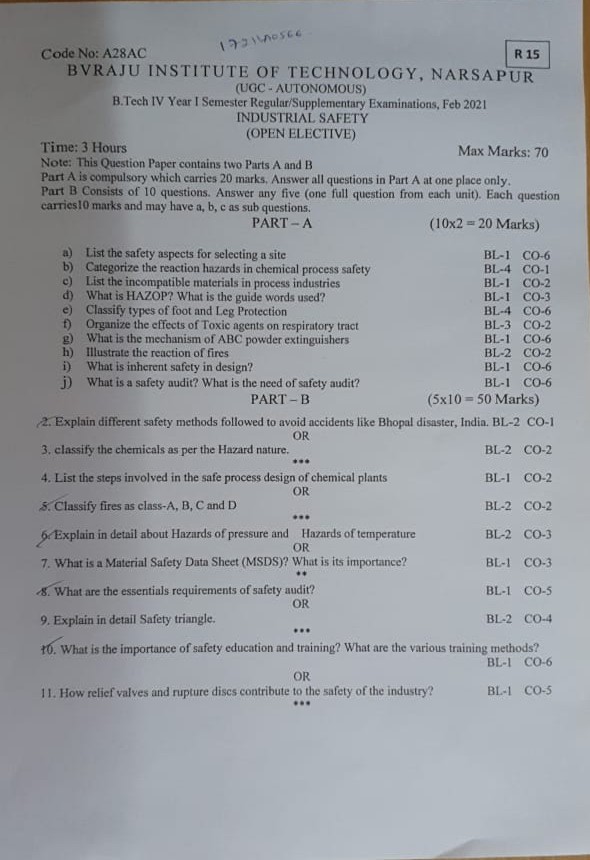 Code No: A28AC
R 15
BVRAJU INSTITUTE OF TECHNOLOGY, NARSAPUR
(UGC - AUTONOMOUS)
B.Tech IV Year I Semester Regular/Supplementary Examinations, Feb 2021
INDUSTRIAL SAFETY
(OPEN ELECTIVE)
Time: 3 Hours Max Marks: 70
Note: This Question Paper contains two Parts A and B
Part A is compulsory which carries 20 marks. Answer all questions in Part A at one place only.
Part B Consists of 10 questions. Answer any five (one full question from each unit). Each question
carries10 marks and may have a, b, c as sub questions.
PART – A (10x2 = 20 Marks)
a) List the safety aspects for selecting a site BL-1 CO-6
b) Categorize the reaction hazards in chemical process safety BL-4 CO-1
c) List the incompatible materials in process industries BL-1 CO-2
d) What is HAZOP? What is the guide words used? BL-1 CO-3
e) Classify types of foot and Leg Protection BL-4 CO-6
f) Organize the effects of Toxic agents on respiratory tract BL-3 CO-2
g) What is the mechanism of ABC powder extinguishers BL-1 CO-6
h) Illustrate the reaction of fires BL-2 CO-2
i) What is inherent safety in design? BL-1 CO-6
j) What is a safety audit? What is the need of safety audit? BL-1 CO-6
PART – B (5x10 = 50 Marks)
2. Explain different safety methods followed to avoid accidents like Bhopal disaster, India. BL-2 CO-1
OR
3. classify the chemicals as per the Hazard nature. BL-2 CO-2
***
4. List the steps involved in the safe process design of chemical plants BL-1 CO-2
OR
5. Classify fires as class-A, B, C and D BL-2 CO-2
***
6. Explain in detail about Hazards of pressure and Hazards of temperature BL-2 CO-3
OR
7. What is a Material Safety Data Sheet (MSDS)? What is its importance? BL-1 CO-3
**
8. What are the essentials requirements of safety audit? BL-1 CO-5
OR
9. Explain in detail Safety triangle. BL-2 CO-4
***
10. What is the importance of safety education and training? What are the various training methods?
BL-1 CO-6
OR
11. How relief valves and rupture discs contribute to the safety of the industry? BL-1 CO-5
***